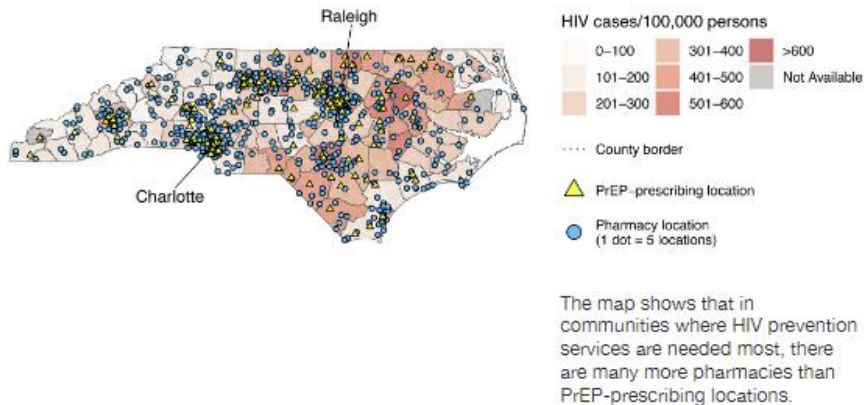 Raleigh
Charlotte
HIV cases/100,000 persons
0–100
301–400
>600
101–200
401–500
Not Available
201–300
501–600
County border
PrEP–prescribing location
Pharmacy location
(1 dot = 5 locations)
The map shows that in
communities where HIV prevention
services are needed most, there
are many more pharmacies than
PrEP-prescribing locations.